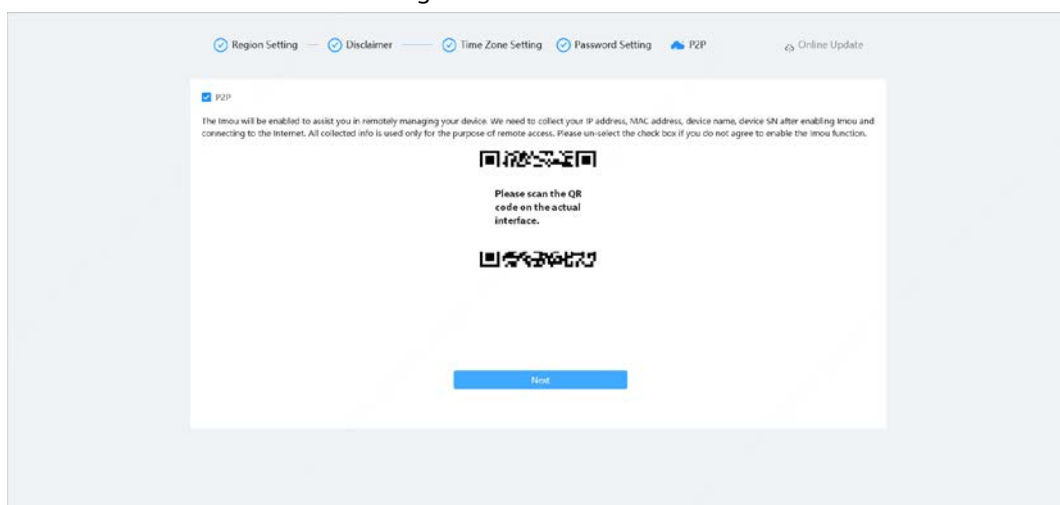 Region Setting
Disclaimer
Time Zone Setting
Password Setting
P2P
Online Update
P2P
The Imou will be enabled to assist you in remotely managing your device. We need to collect your IP address, MAC address, device name, device SN after enabling Imou and
connecting to the Internet. All collected info is used only for the purpose of remote access. Please un-select the check box if you do not agree to enable the Imou function.
Please scan the QR
code on the actual
interface.
Next